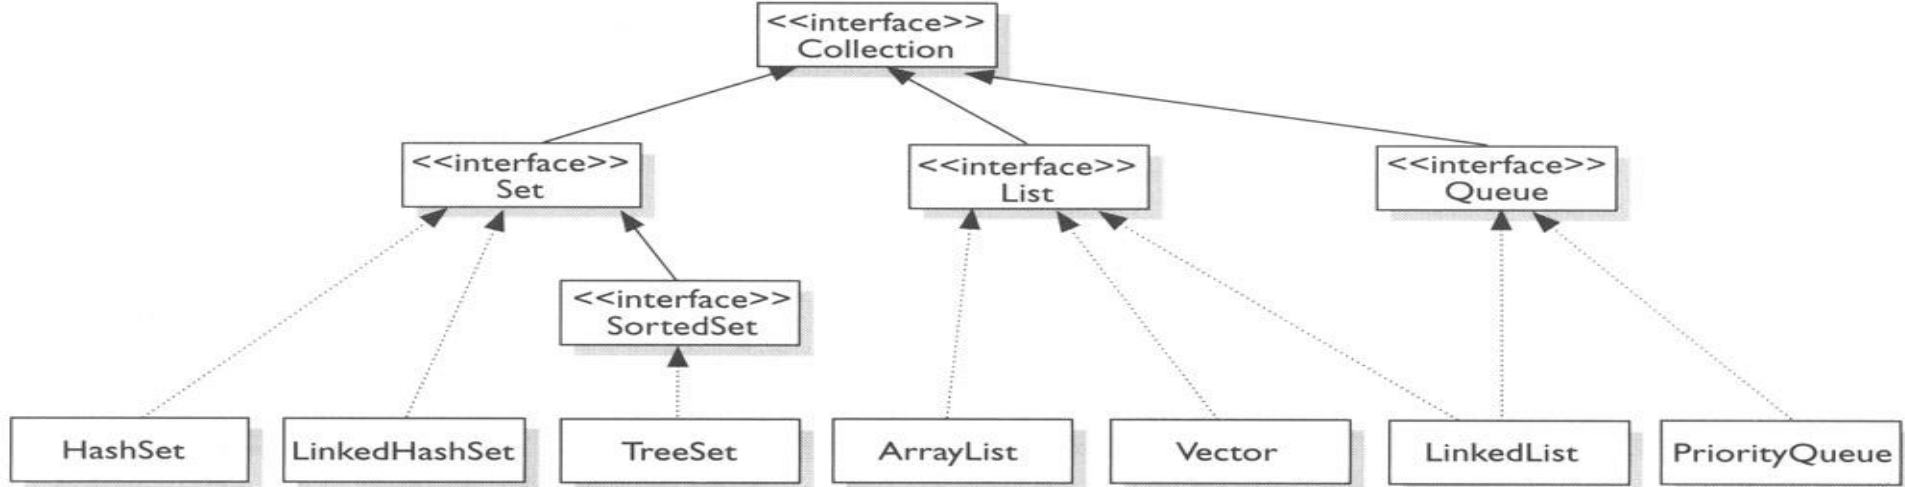 <<interface>>
Collection
<<interface>>
Set
<<interface>>
List
<<interface>>
Queue
<<interface>>
SortedSet
HashSet
LinkedHashSet
TreeSet
ArrayList
Vector
LinkedList
PriorityQueue